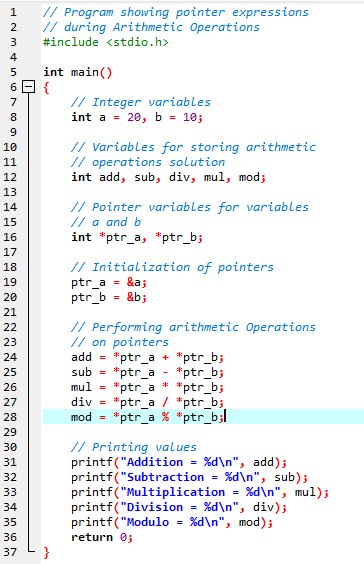 1 // Program showing pointer expressions
2 // during Arithmetic Operations
3 #include <stdio.h>
4
5 int main()
6 {
7 // Integer variables
8 int a = 20, b = 10;
9
10 // Variables for storing arithmetic
11 // operations solution
12 int add, sub, div, mul, mod;
13
14 // Pointer variables for variables
15 // a and b
16 int *ptr_a, *ptr_b;
17
18 // Initialization of pointers
19 ptr_a = &a;
20 ptr_b = &b;
21
22 // Performing arithmetic Operations
23 // on pointers
24 add = *ptr_a + *ptr_b;
25 sub = *ptr_a - *ptr_b;
26 mul = *ptr_a * *ptr_b;
27 div = *ptr_a / *ptr_b;
28 mod = *ptr_a % *ptr_b;
29
30 // Printing values
31 printf("Addition = %d\n", add);
32 printf("Subtraction = %d\n", sub);
33 printf("Multiplication = %d\n", mul);
34 printf("Division = %d\n", div);
35 printf("Modulo = %d\n", mod);
36 return 0;
37 }